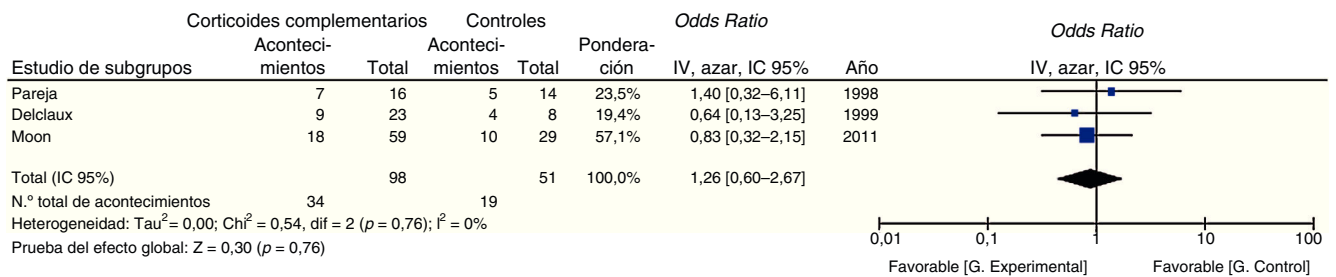 Corticoides complementarios Controles Odds Ratio Odds Ratio
Aconteci- Aconteci- Pondera-
Estudio de subgrupos mientos Total mientos Total ción IV, azar, IC 95% Año IV, azar, IC 95%
Pareja 7 16 5 14 23,5% 1,40 [0,32–6,11] 1998
Delclaux 9 23 4 8 19,4% 0,64 [0,13–3,25] 1999
Moon 18 59 10 29 57,1% 0,83 [0,32–2,15] 2011
Total (IC 95%) 98 51 100,0% 1,26 [0,60–2,67]
N.º total de acontecimientos 34 19
Heterogeneidad: Tau² = 0,00; Chi² = 0,54, dif = 2 (p = 0,76); I² = 0%
Prueba del efecto global: Z = 0,30 (p = 0,76)
0,01 0,1 1 10 100
Favorable [G. Experimental] Favorable [G. Control]